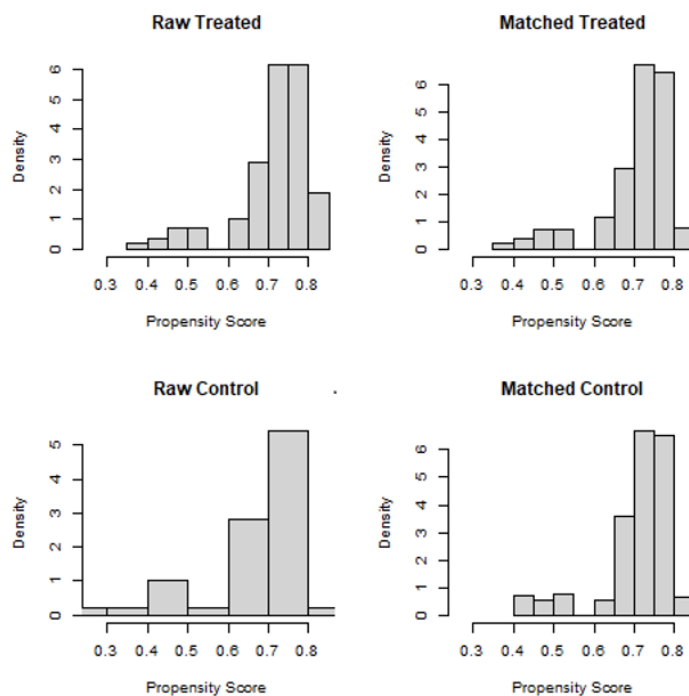 Raw Treated
Density
0 1 2 3 4 5 6
0.3 0.4 0.5 0.6 0.7 0.8
Propensity Score
Matched Treated
Density
0 1 2 3 4 5 6
0.3 0.4 0.5 0.6 0.7 0.8
Propensity Score
Raw Control
Density
0 1 2 3 4 5
0.3 0.4 0.5 0.6 0.7 0.8
Propensity Score
Matched Control
Density
0 1 2 3 4 5 6
0.3 0.4 0.5 0.6 0.7 0.8
Propensity Score